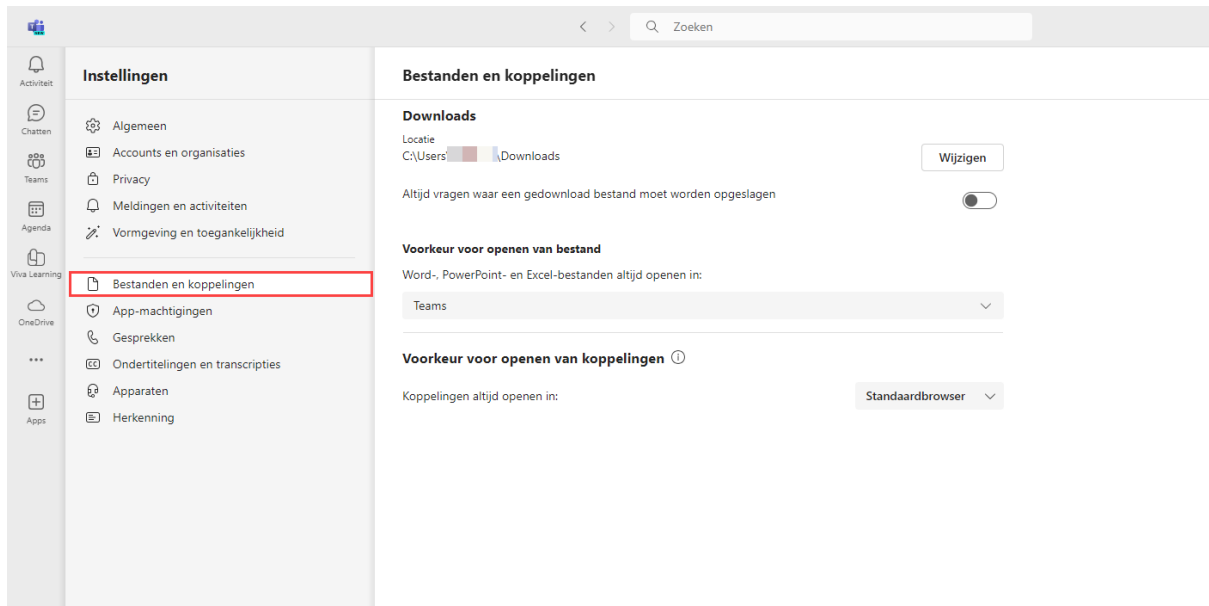 Zoeken
Activiteit
Chatten
Teams
Agenda
Viva Learning
OneDrive
Apps
Instellingen
Algemeen
Accounts en organisaties
Privacy
Meldingen en activiteiten
Vormgeving en toegankelijkheid
Bestanden en koppelingen
App-machtigingen
Gesprekken
Ondertitelingen en transcripties
Apparaten
Herkenning
Bestanden en koppelingen
Downloads
Locatie
C:\Users\ \Downloads
Wijzigen
Altijd vragen waar een gedownload bestand moet worden opgeslagen
Voorkeur voor openen van bestand
Word-, PowerPoint- en Excel-bestanden altijd openen in:
Teams
Voorkeur voor openen van koppelingen
Koppelingen altijd openen in:
Standaardbrowser